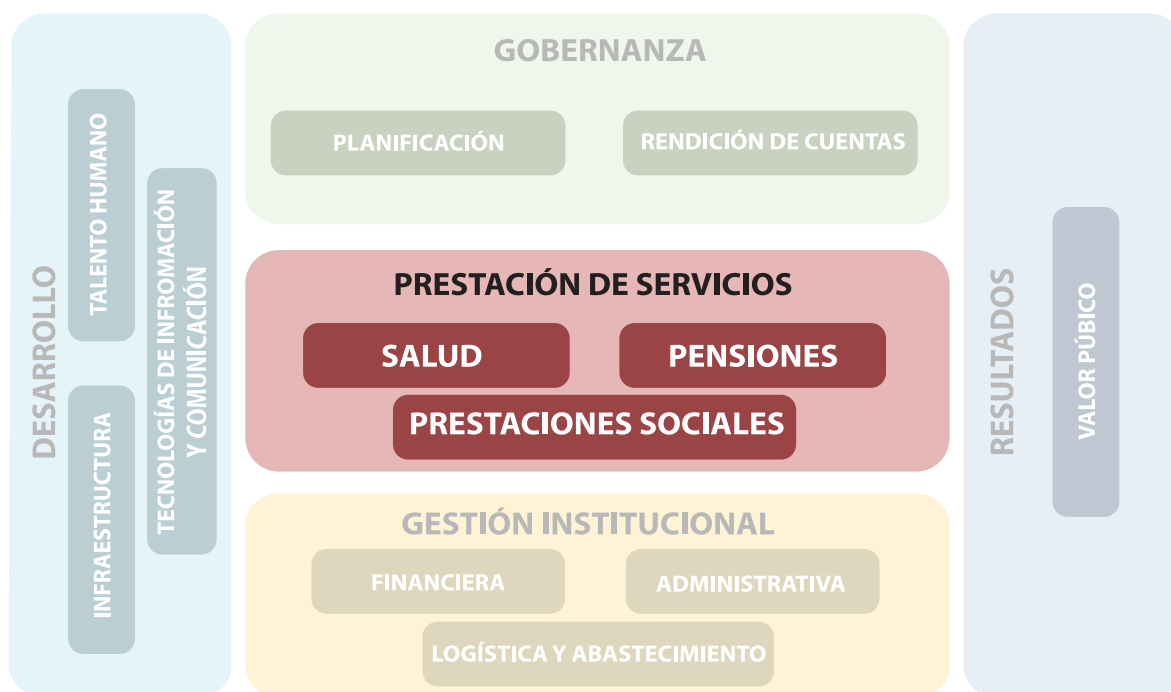 DESARROLLO
TALENTO HUMANO
INFRAESTRUCTURA
TECNOLOGÍAS DE INFROMACIÓN
Y COMUNICACIÓN
GOBERNANZA
PLANIFICACIÓN
RENDICIÓN DE CUENTAS
PRESTACIÓN DE SERVICIOS
SALUD
PENSIONES
PRESTACIONES SOCIALES
GESTIÓN INSTITUCIONAL
FINANCIERA
ADMINISTRATIVA
LOGÍSTICA Y ABASTECIMIENTO
RESULTADOS
VALOR PÚBICO